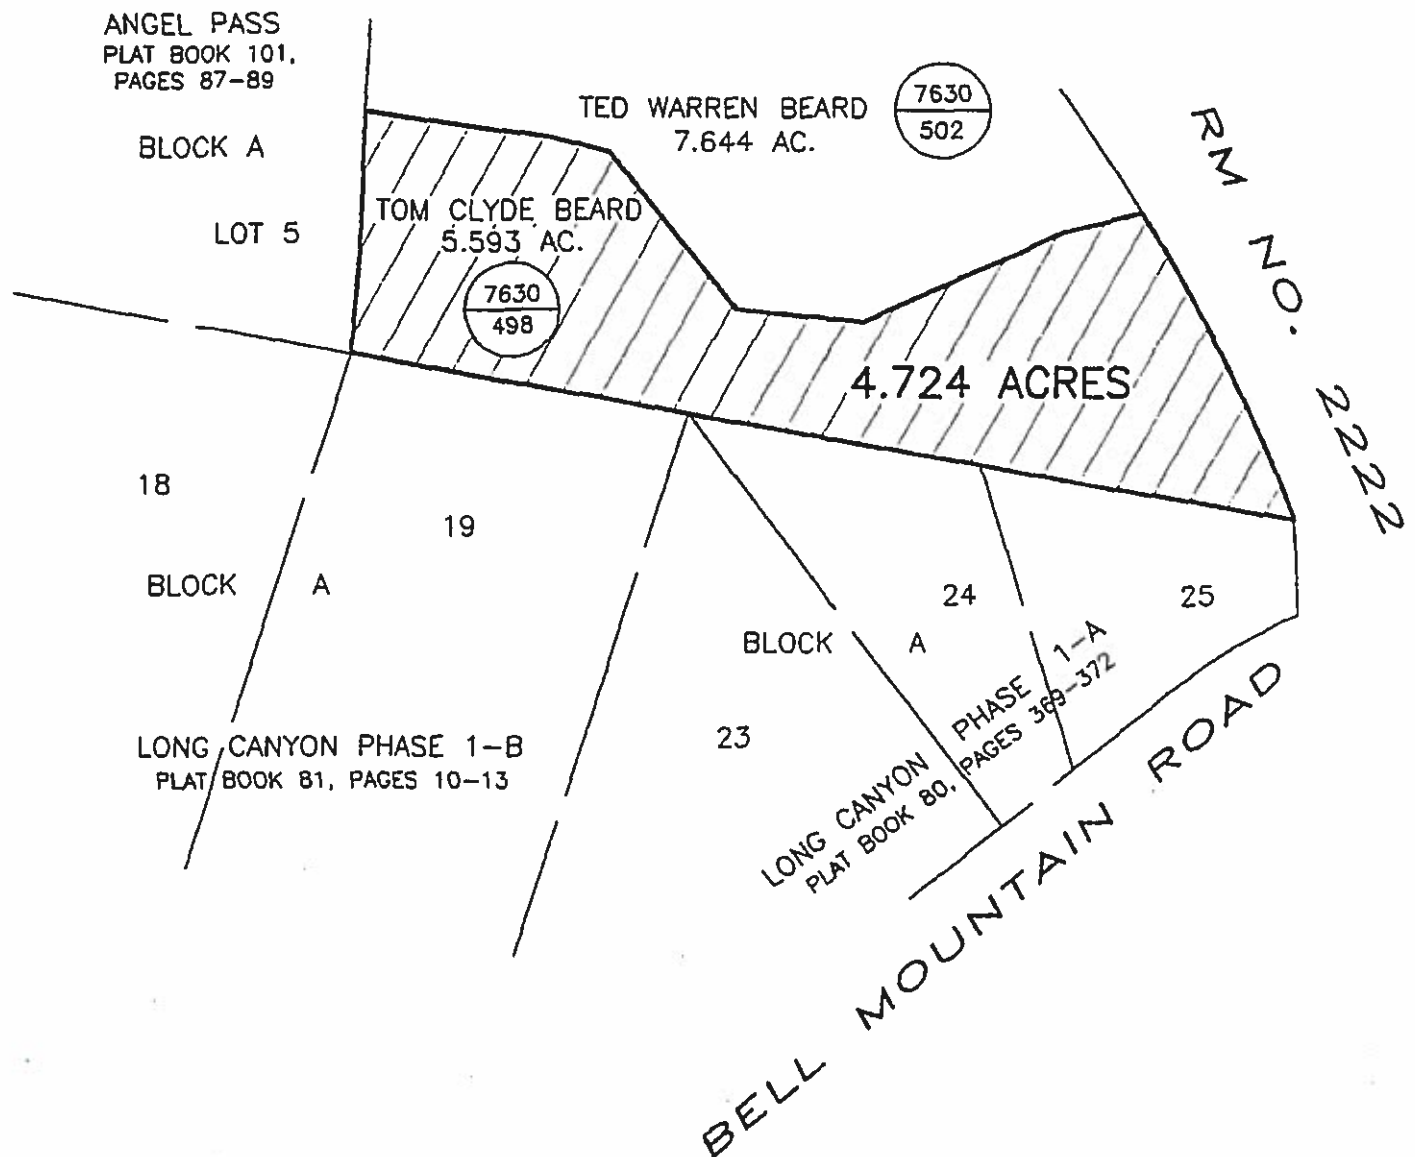 ANGEL PASS
PLAT BOOK 101,
PAGES 87-89
BLOCK A
LOT 5
TED WARREN BEARD
7.644 AC.
7630
502
RM NO. 2222
TOM CLYDE BEARD
5.593 AC.
7630
498
4.724 ACRES
18
19
BLOCK A
24
25
BLOCK A
23
LONG CANYON PHASE 1-B
PLAT BOOK 81, PAGES 10-13
LONG CANYON PHASE 1-A
PLAT BOOK 80, PAGES 369-372
BELL MOUNTAIN ROAD